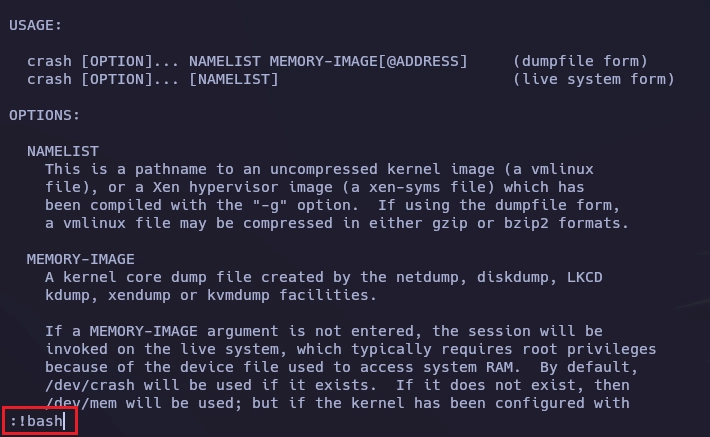 USAGE:
crash [OPTION]... NAMELIST MEMORY-IMAGE[@ADDRESS] (dumpfile form)
crash [OPTION]... [NAMELIST] (live system form)
OPTIONS:
NAMELIST
This is a pathname to an uncompressed kernel image (a vmlinux
file), or a Xen hypervisor image (a xen-syms file) which has
been compiled with the "-g" option. If using the dumpfile form,
a vmlinux file may be compressed in either gzip or bzip2 formats.
MEMORY-IMAGE
A kernel core dump file created by the netdump, diskdump, LKCD
kdump, xendump or kvmdump facilities.
If a MEMORY-IMAGE argument is not entered, the session will be
invoked on the live system, which typically requires root privileges
because of the device file used to access system RAM. By default,
/dev/crash will be used if it exists. If it does not exist, then
/dev/mem will be used; but if the kernel has been configured with
:!bash